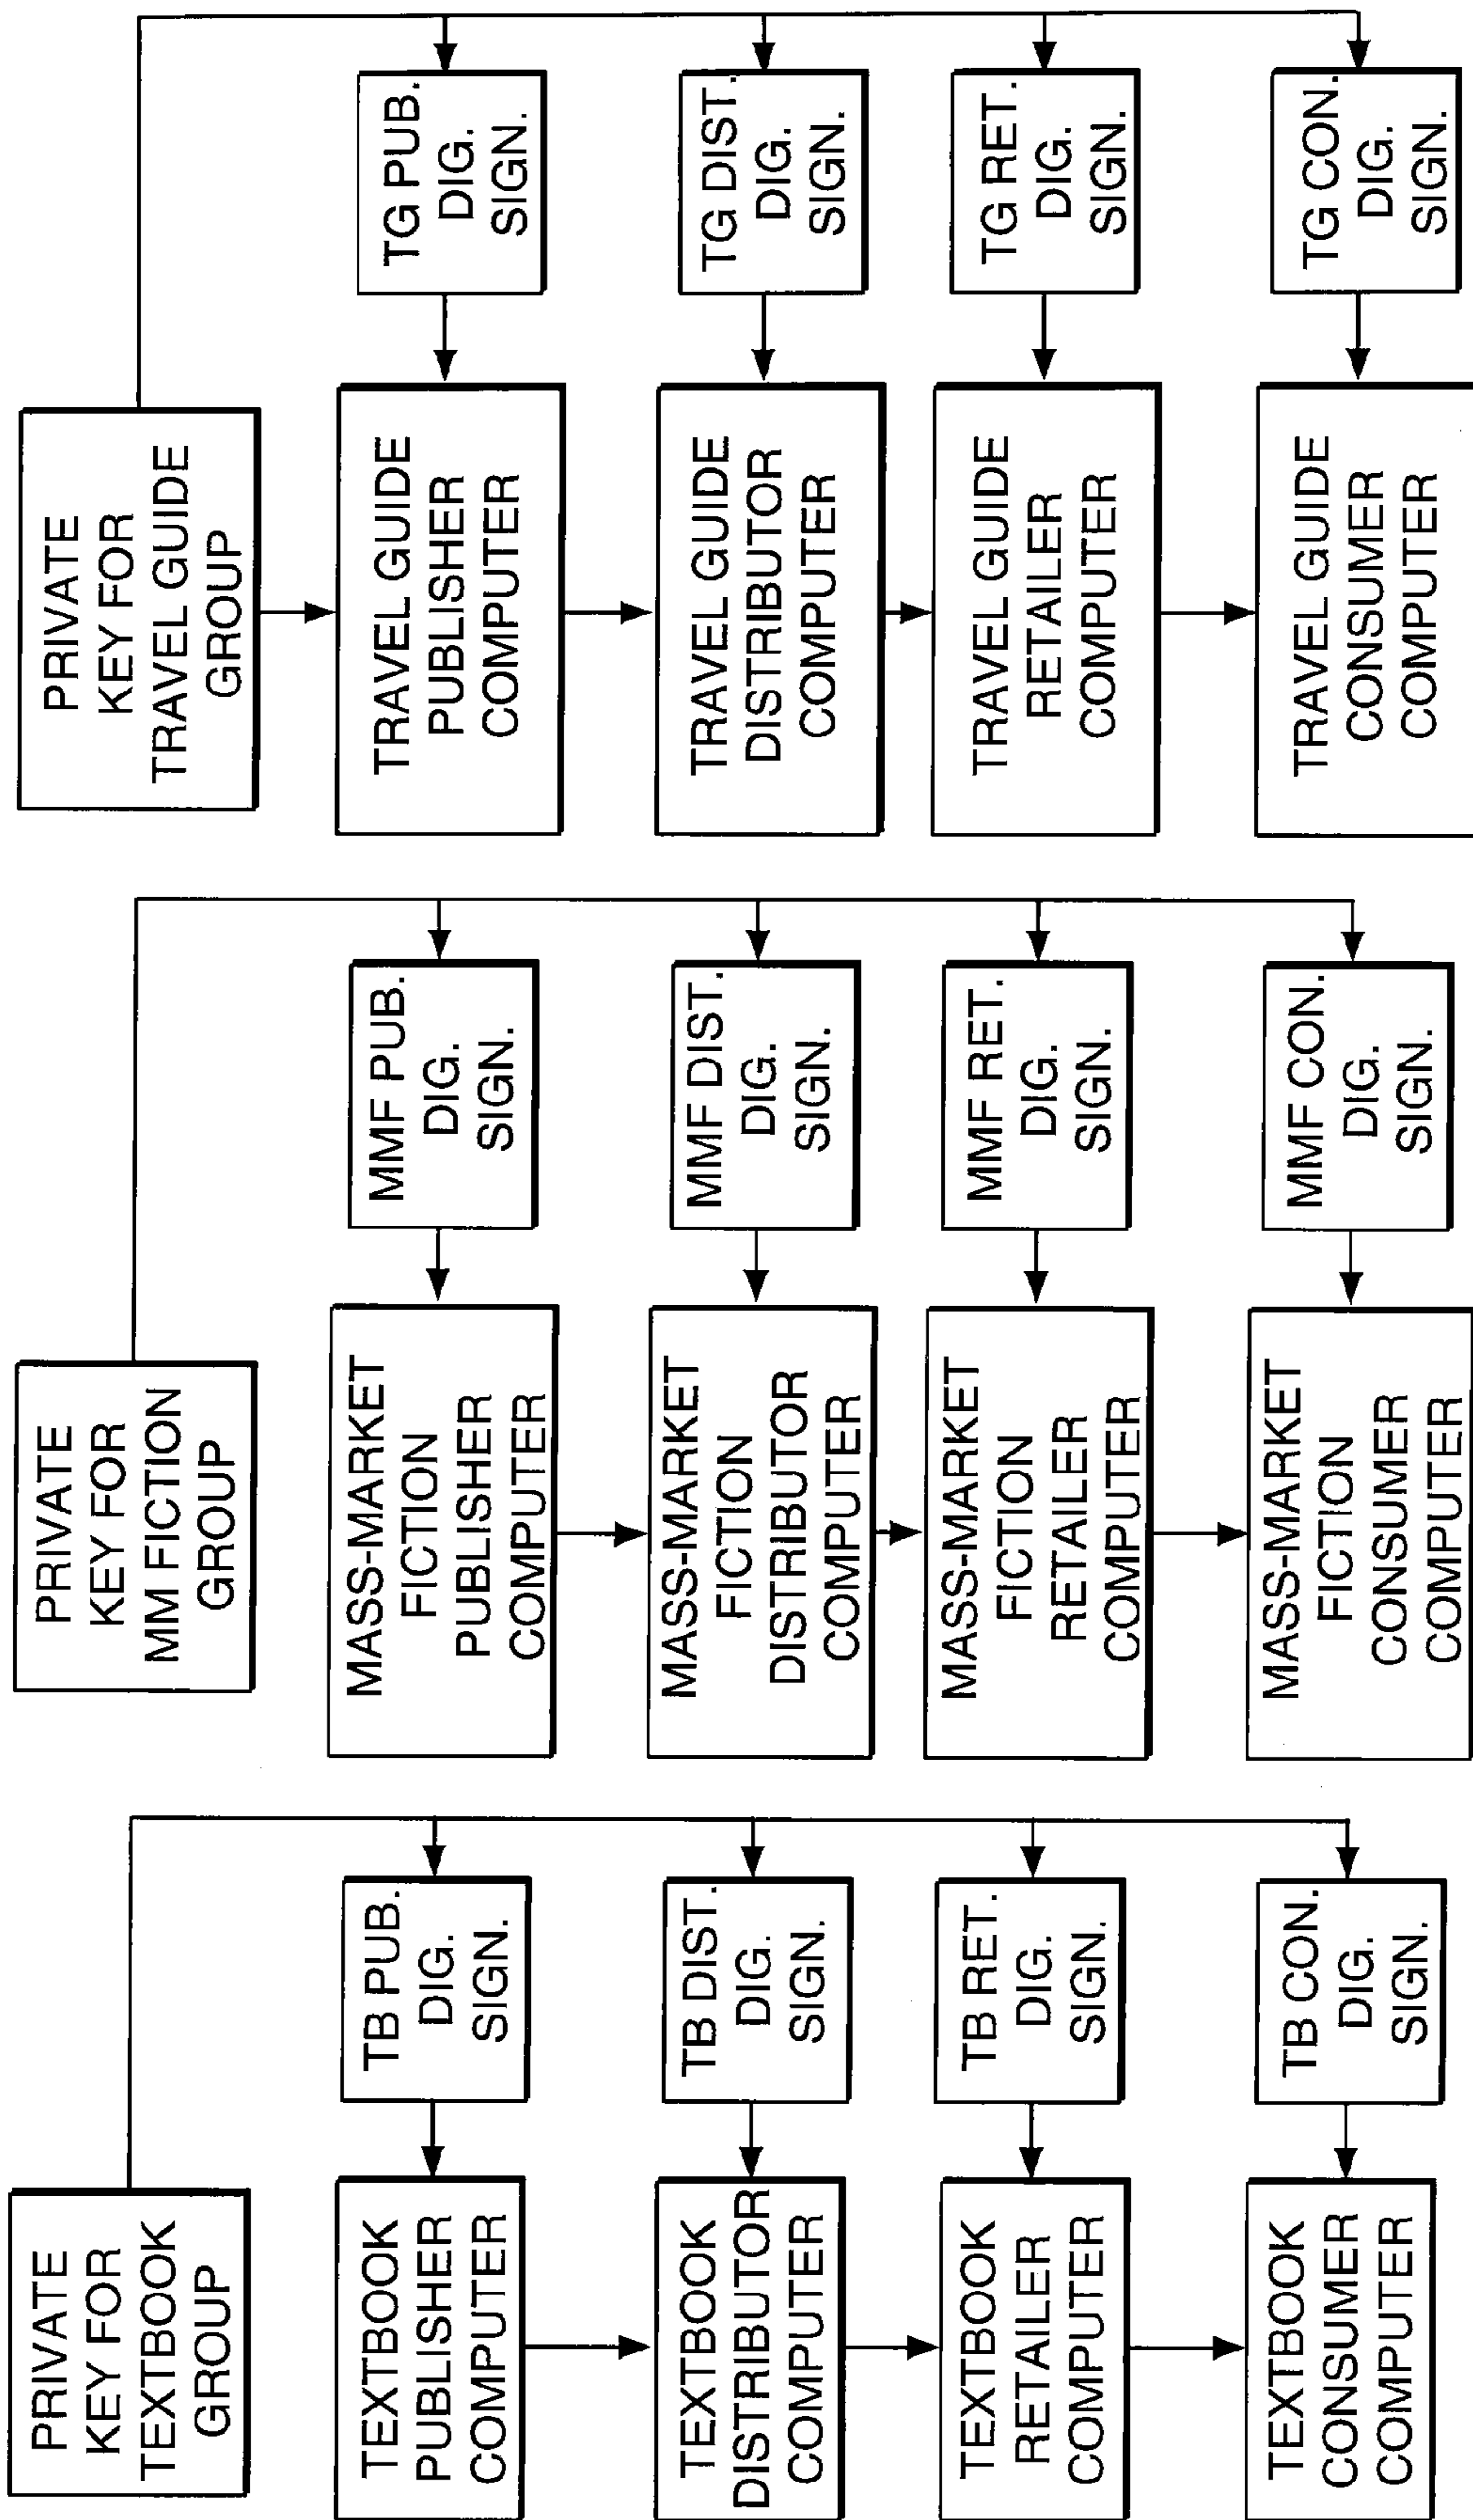 PRIVATE
KEY FOR
TEXTBOOK
GROUP
TEXTBOOK
PUBLISHER
COMPUTER
TB PUB.
DIG.
SIGN.
TEXTBOOK
DISTRIBUTOR
COMPUTER
TB DIST.
DIG.
SIGN.
TEXTBOOK
RETAILER
COMPUTER
TB RET.
DIG.
SIGN.
TEXTBOOK
CONSUMER
COMPUTER
TB CON.
DIG.
SIGN.
PRIVATE
KEY FOR
MM FICTION
GROUP
MASS-MARKET
FICTION
PUBLISHER
COMPUTER
MMF PUB.
DIG.
SIGN.
MASS-MARKET
FICTION
DISTRIBUTOR
COMPUTER
MMF DIST.
DIG.
SIGN.
MASS-MARKET
FICTION
RETAILER
COMPUTER
MMF RET.
DIG.
SIGN.
MASS-MARKET
FICTION
CONSUMER
COMPUTER
MMF CON.
DIG.
SIGN.
PRIVATE
KEY FOR
TRAVEL GUIDE
GROUP
TRAVEL GUIDE
PUBLISHER
COMPUTER
TG PUB.
DIG.
SIGN.
TRAVEL GUIDE
DISTRIBUTOR
COMPUTER
TG DIST.
DIG.
SIGN.
TRAVEL GUIDE
RETAILER
COMPUTER
TG RET.
DIG.
SIGN.
TRAVEL GUIDE
CONSUMER
COMPUTER
TG CON.
DIG.
SIGN.